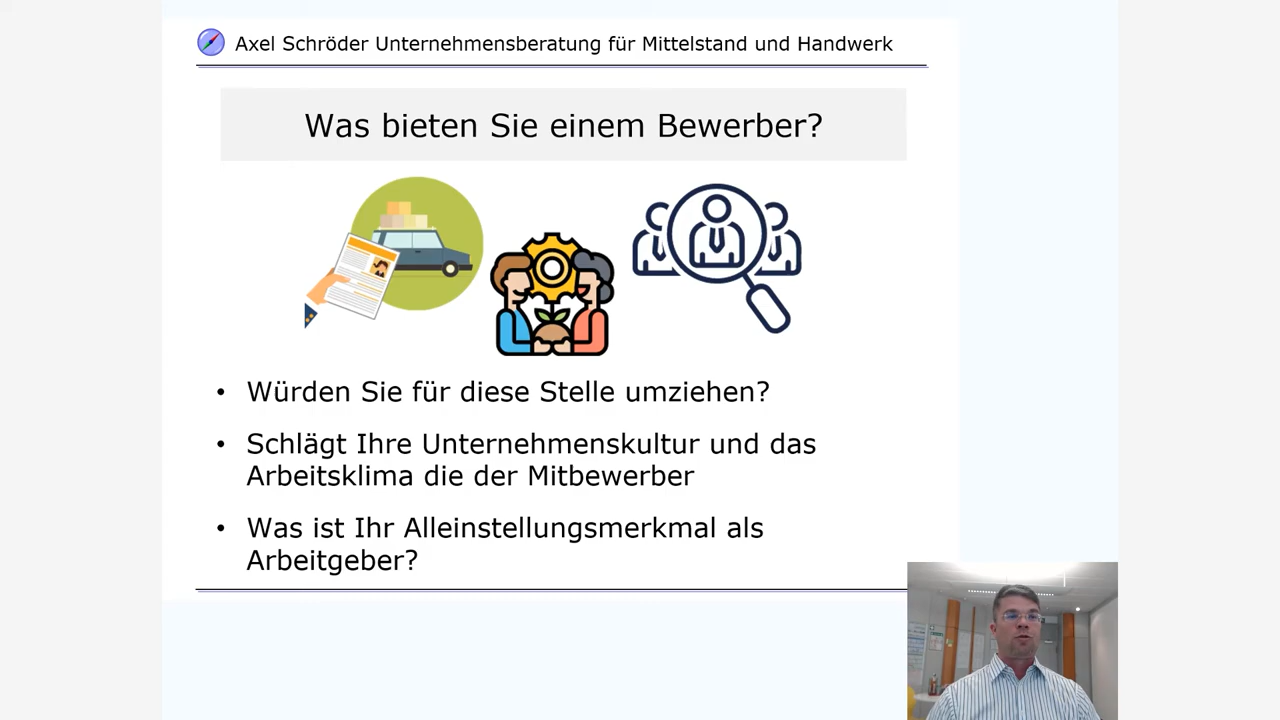 Axel Schröder Unternehmensberatung für Mittelstand und Handwerk
Was bieten Sie einem Bewerber?
• Würden Sie für diese Stelle umziehen?
• Schlägt Ihre Unternehmenskultur und das
Arbeitsklima die der Mitbewerber
• Was ist Ihr Alleinstellungsmerkmal als
Arbeitgeber?